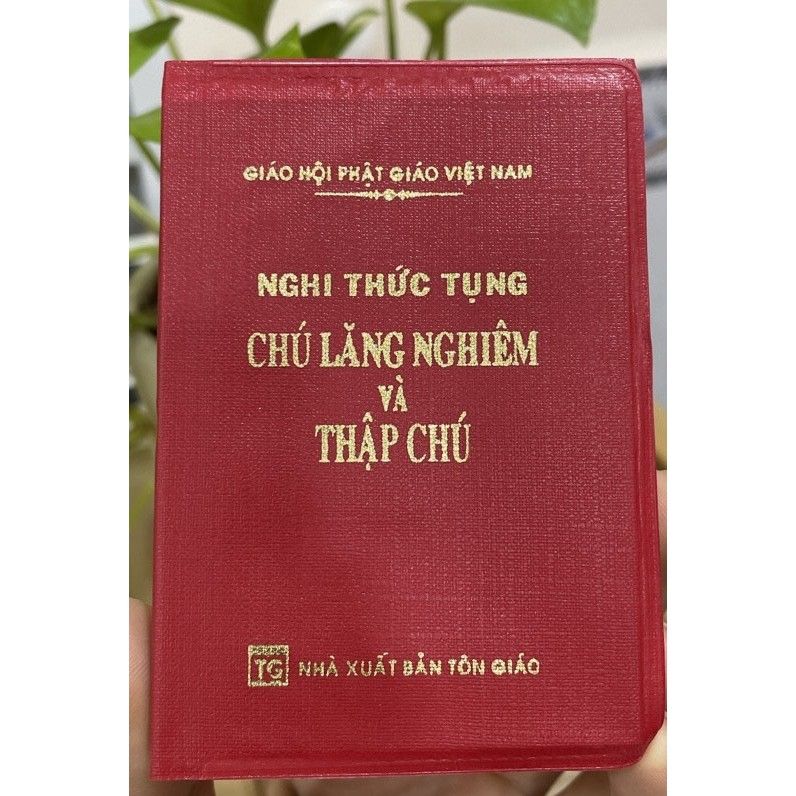 GIÁO HỘI PHẬT GIÁO VIỆT NAM
NGHI THỨC TỤNG
CHÚ LĂNG NGHIÊM
VÀ
THẬP CHÚ
TG NHÀ XUẤT BẢN TÔN GIÁO